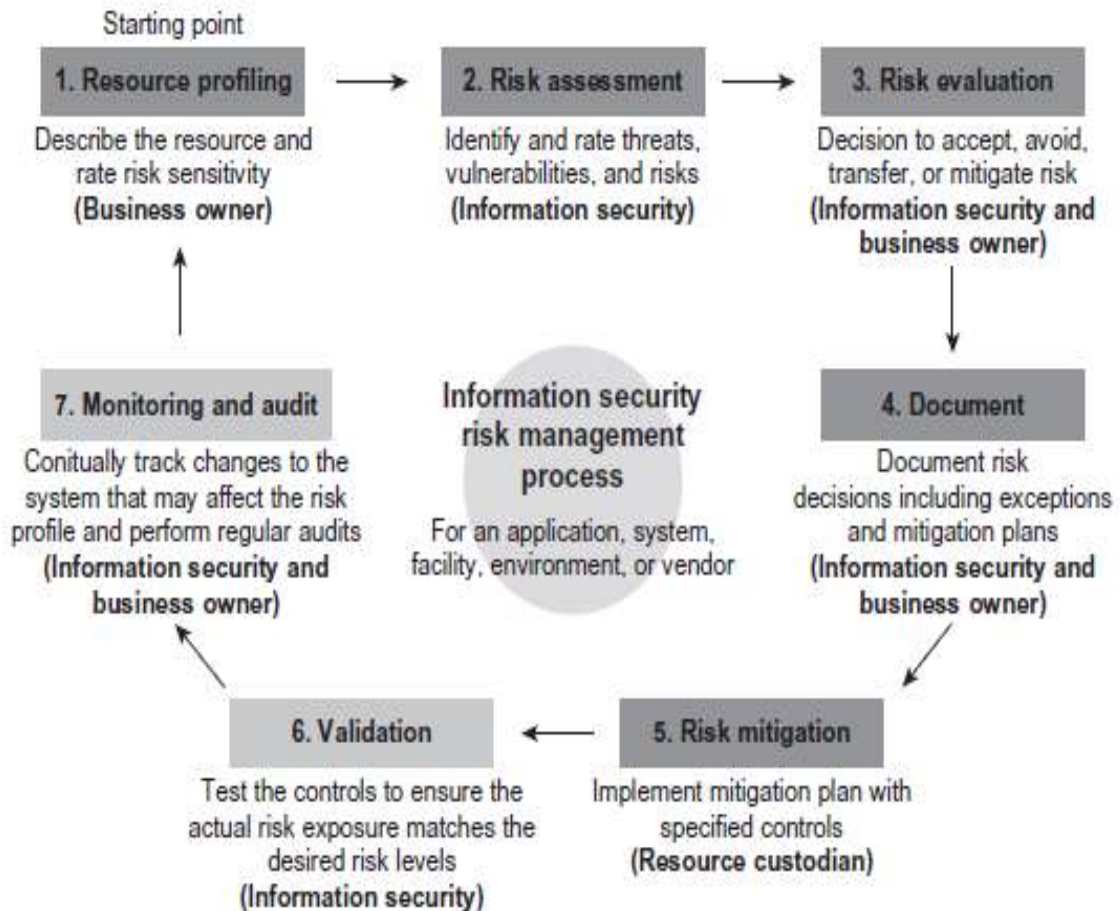 Starting point
1. Resource profiling
Describe the resource and
rate risk sensitivity
(Business owner)
2. Risk assessment
Identify and rate threats,
vulnerabilities, and risks
(Information security)
3. Risk evaluation
Decision to accept, avoid,
transfer, or mitigate risk
(Information security and
business owner)
7. Monitoring and audit
Conitually track changes to the
system that may affect the risk
profile and perform regular audits
(Information security and
business owner)
Information security
risk management
process
For an application, system,
facility, environment, or vendor
4. Document
Document risk
decisions including exceptions
and mitigation plans
(Information security and
business owner)
6. Validation
Test the controls to ensure the
actual risk exposure matches the
desired risk levels
(Information security)
5. Risk mitigation
Implement mitigation plan with
specified controls
(Resource custodian)